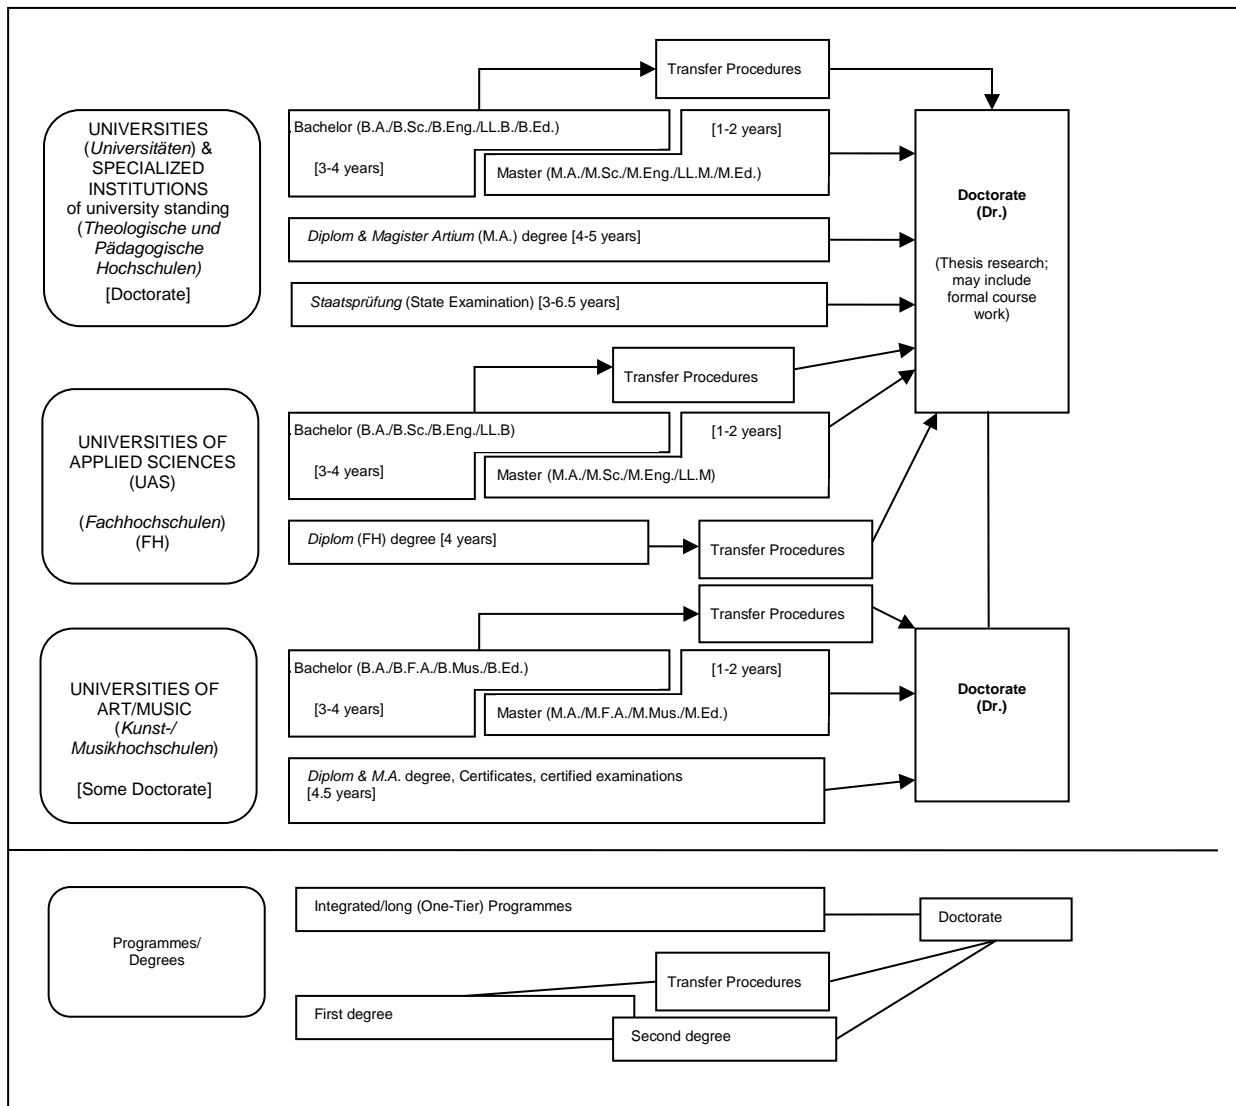 Transfer Procedures
UNIVERSITIES
(Universitäten) &
SPECIALIZED
INSTITUTIONS
of university standing
(Theologische und
Pädagogische
Hochschulen)
[Doctorate]
. Bachelor (B.A./B.Sc./B.Eng./LL.B./B.Ed.)
[3-4 years]
[1-2 years]
Master (M.A./M.Sc./M.Eng./LL.M./M.Ed.)
Diplom & Magister Artium (M.A.) degree [4-5 years]
Staatsprüfung (State Examination) [3-6.5 years]
Doctorate
(Dr.)
(Thesis research;
may include
formal course
work)
Transfer Procedures
UNIVERSITIES OF
APPLIED SCIENCES
(UAS)
(Fachhochschulen)
(FH)
. Bachelor (B.A./B.Sc./B.Eng./LL.B)
[3-4 years]
[1-2 years]
Master (M.A./M.Sc./M.Eng./LL.M)
Diplom (FH) degree [4 years]
Transfer Procedures
Transfer Procedures
UNIVERSITIES OF
ART/MUSIC
(Kunst-/
Musikhochschulen)
[Some Doctorate]
. Bachelor (B.A./B.F.A./B.Mus./B.Ed.)
[3-4 years]
[1-2 years]
Master (M.A./M.F.A./M.Mus./M.Ed.)
Diplom & M.A. degree, Certificates, certified examinations
[4.5 years]
Doctorate
(Dr.)
Programmes/
Degrees
Integrated/long (One-Tier) Programmes
Doctorate
Transfer Procedures
First degree
Second degree